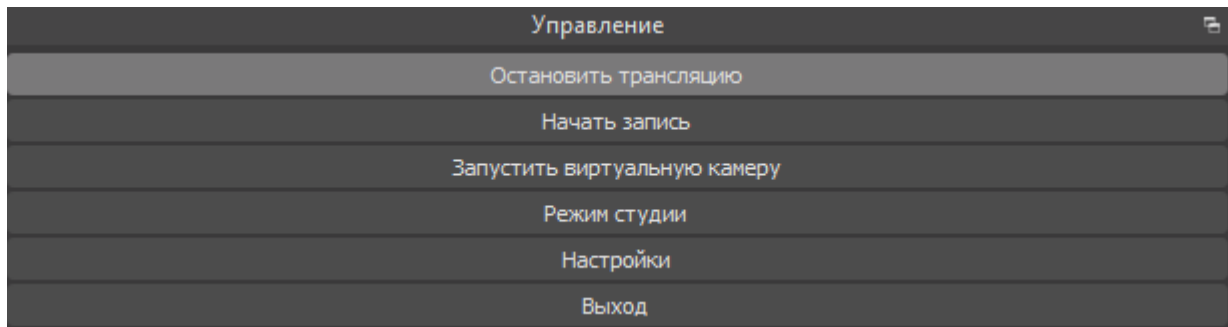 Управление
Остановить трансляцию
Начать запись
Запустить виртуальную камеру
Режим студии
Настройки
Выход